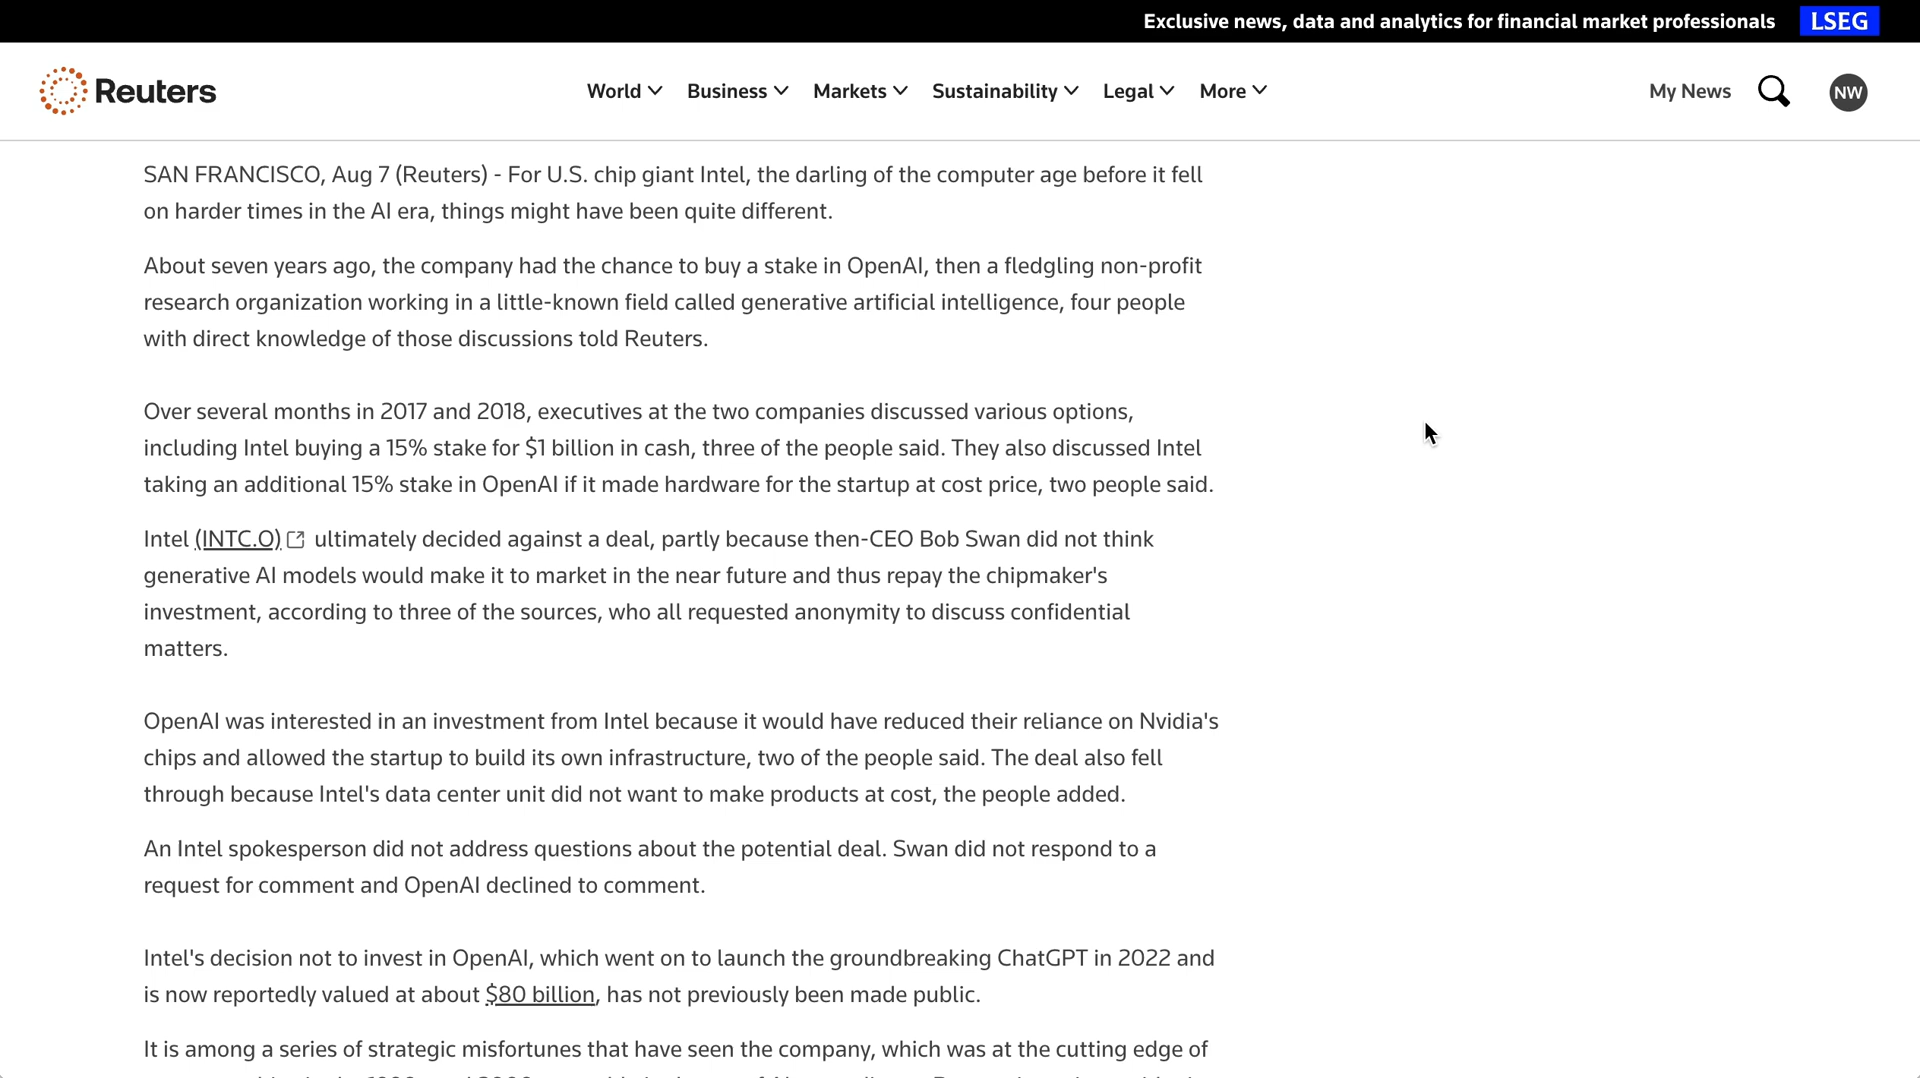 Exclusive news, data and analytics for financial market professionals LSEG
Reuters World Business Markets Sustainability Legal More My News NW
SAN FRANCISCO, Aug 7 (Reuters) - For U.S. chip giant Intel, the darling of the computer age before it fell
on harder times in the AI era, things might have been quite different.
About seven years ago, the company had the chance to buy a stake in OpenAI, then a fledgling non-profit
research organization working in a little-known field called generative artificial intelligence, four people
with direct knowledge of those discussions told Reuters.
Over several months in 2017 and 2018, executives at the two companies discussed various options,
including Intel buying a 15% stake for $1 billion in cash, three of the people said. They also discussed Intel
taking an additional 15% stake in OpenAI if it made hardware for the startup at cost price, two people said.
Intel (INTC.O) ultimately decided against a deal, partly because then-CEO Bob Swan did not think
generative AI models would make it to market in the near future and thus repay the chipmaker's
investment, according to three of the sources, who all requested anonymity to discuss confidential
matters.
OpenAI was interested in an investment from Intel because it would have reduced their reliance on Nvidia's
chips and allowed the startup to build its own infrastructure, two of the people said. The deal also fell
through because Intel's data center unit did not want to make products at cost, the people added.
An Intel spokesperson did not address questions about the potential deal. Swan did not respond to a
request for comment and OpenAI declined to comment.
Intel's decision not to invest in OpenAI, which went on to launch the groundbreaking ChatGPT in 2022 and
is now reportedly valued at about $80 billion, has not previously been made public.
It is among a series of strategic misfortunes that have seen the company, which was at the cutting edge of